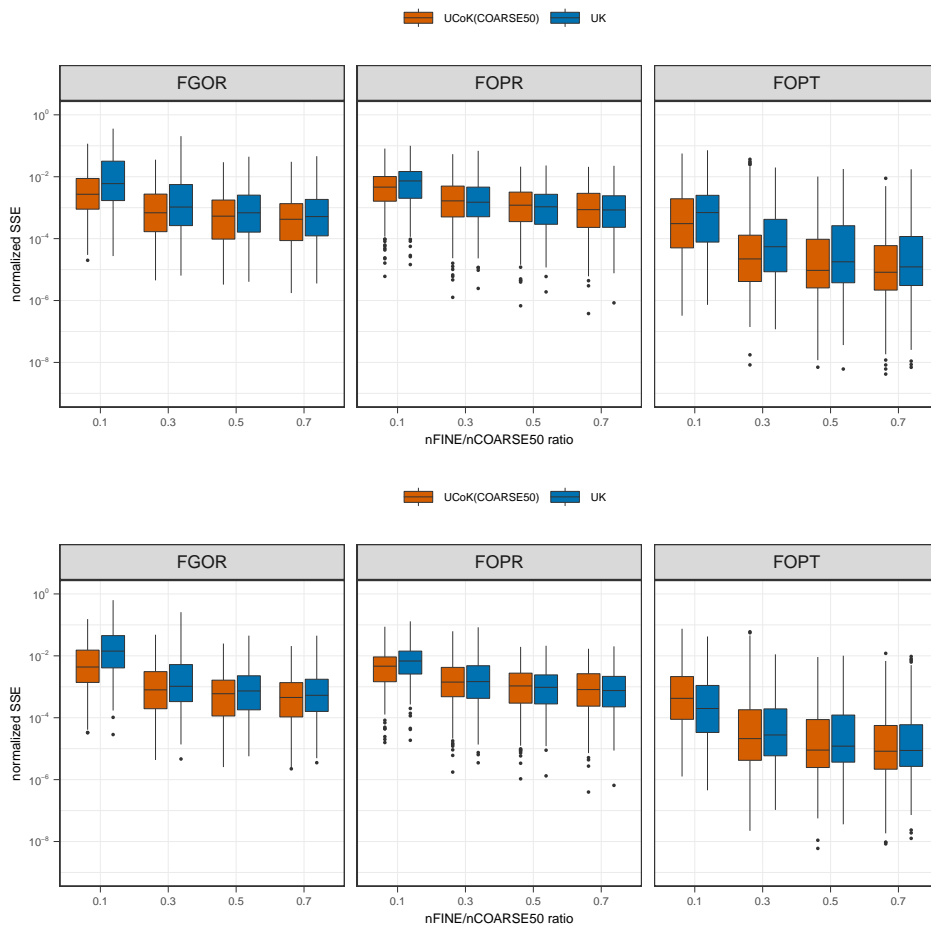 UCoK(COARSE50) UK
FGOR FOPR FOPT
normalized SSE
10⁰
10⁻²
10⁻⁴
10⁻⁶
10⁻⁸
0.1 0.3 0.5 0.7 0.1 0.3 0.5 0.7 0.1 0.3 0.5 0.7
nFINE/nCOARSE50 ratio
UCoK(COARSE50) UK
FGOR FOPR FOPT
normalized SSE
10⁰
10⁻²
10⁻⁴
10⁻⁶
10⁻⁸
0.1 0.3 0.5 0.7 0.1 0.3 0.5 0.7 0.1 0.3 0.5 0.7
nFINE/nCOARSE50 ratio